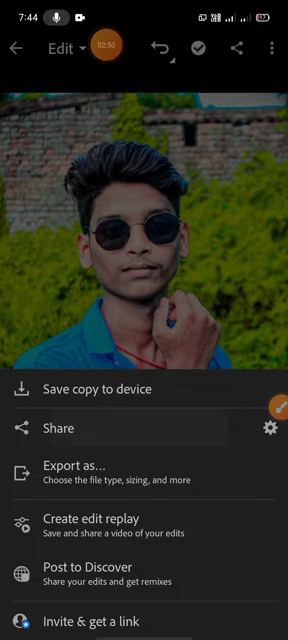 7:44
17
Edit
02:50
Save copy to device
Share
Export as...
Choose the file type, sizing, and more
Create edit replay
Save and share a video of your edits
Post to Discover
Share your edits and get remixes
Invite & get a link